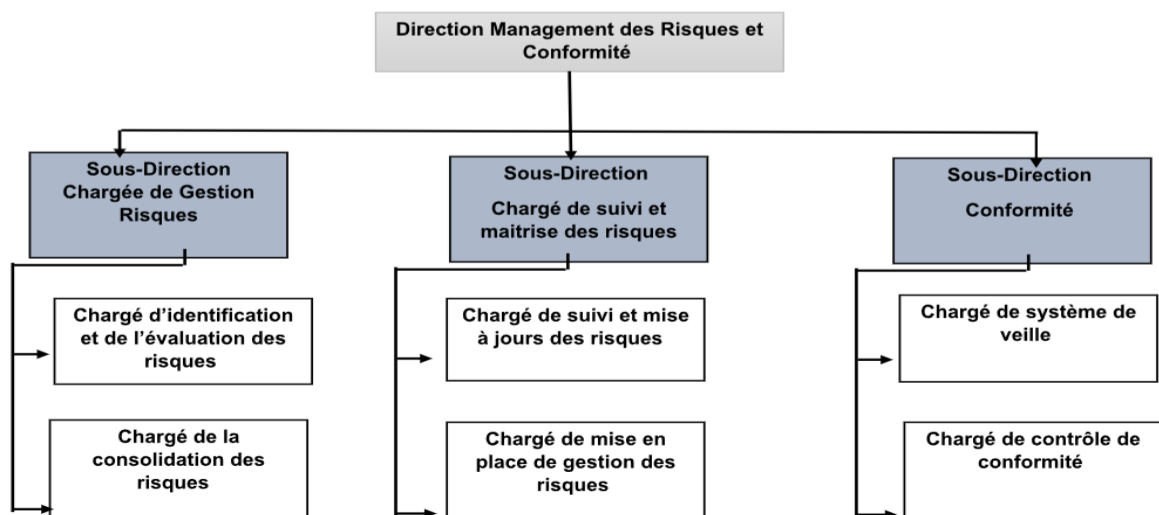 Direction Management des Risques et
Conformité
Sous-Direction
Chargée de Gestion
Risques
Sous-Direction
Chargé de suivi et
maitrise des risques
Sous-Direction
Conformité
Chargé d’identification
et de l’évaluation des
risques
Chargé de suivi et mise
à jours des risques
Chargé de système de
veille
Chargé de la
consolidation des
risques
Chargé de mise en
place de gestion des
risques
Chargé de contrôle de
conformité